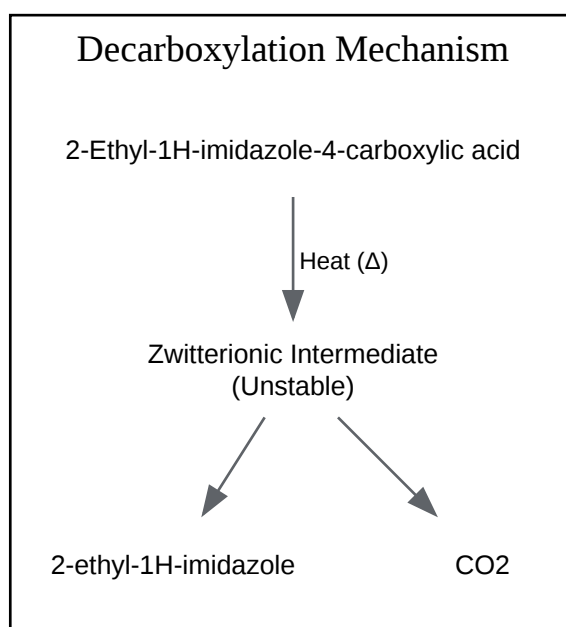 Decarboxylation Mechanism
2-Ethyl-1H-imidazole-4-carboxylic acid
Heat (Δ)
Zwitterionic Intermediate
(Unstable)
2-ethyl-1H-imidazole CO2